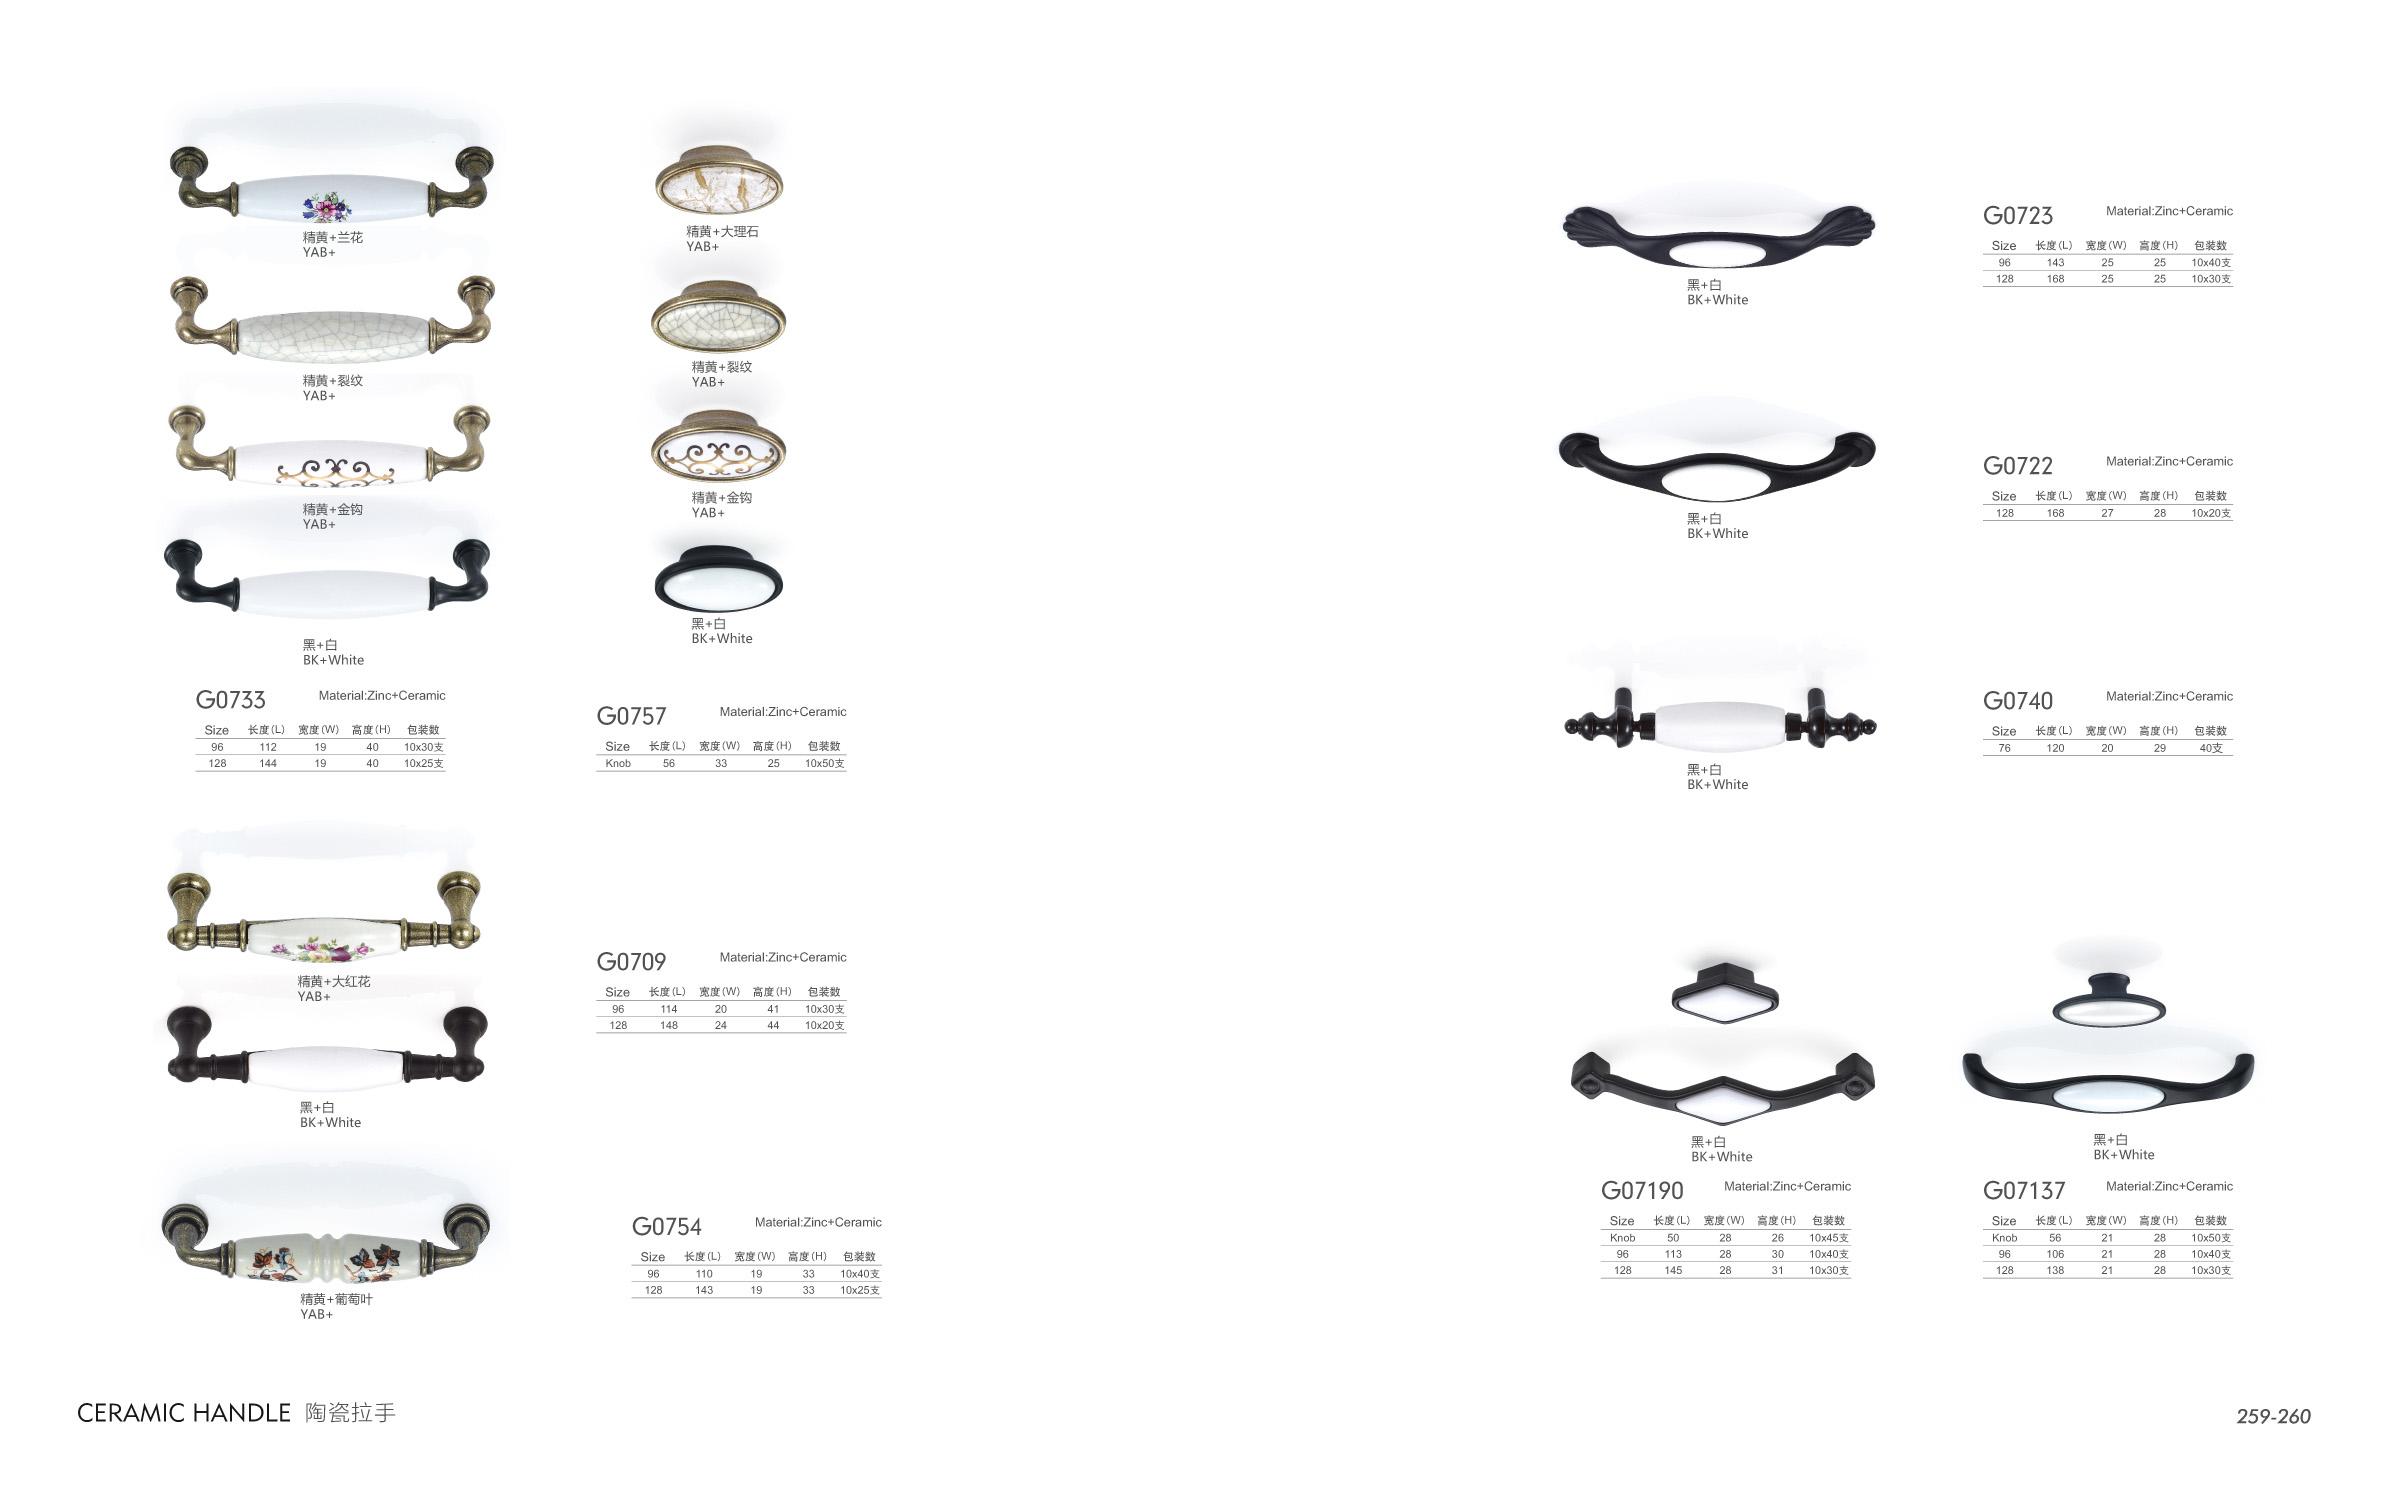 精黄+兰花
YAB+
精黄+裂纹
YAB+
精黄+金钩
YAB+
黑+白
BK+White
G0733 Material:Zinc+Ceramic
Size 长度(L) 宽度(W) 高度(H) 包装数
96 112 19 40 10x30支
128 144 19 40 10x25支
精黄+大理石
YAB+
精黄+裂纹
YAB+
精黄+金钩
YAB+
黑+白
BK+White
G0757 Material:Zinc+Ceramic
Size 长度(L) 宽度(W) 高度(H) 包装数
Knob 56 33 25 10x50支
精黄+大红花
YAB+
黑+白
BK+White
G0709 Material:Zinc+Ceramic
Size 长度(L) 宽度(W) 高度(H) 包装数
96 114 20 41 10x30支
128 148 24 44 10x20支
精黄+葡萄叶
YAB+
G0754 Material:Zinc+Ceramic
Size 长度(L) 宽度(W) 高度(H) 包装数
96 110 19 33 10x40支
128 143 19 33 10x25支
黑+白
BK+White
G0723 Material:Zinc+Ceramic
Size 长度(L) 宽度(W) 高度(H) 包装数
96 143 25 25 10x40支
128 168 25 25 10x30支
黑+白
BK+White
G0722 Material:Zinc+Ceramic
Size 长度(L) 宽度(W) 高度(H) 包装数
128 168 27 28 10x20支
黑+白
BK+White
G0740 Material:Zinc+Ceramic
Size 长度(L) 宽度(W) 高度(H) 包装数
76 120 20 29 40支
黑+白
BK+White
G07190 Material:Zinc+Ceramic
Size 长度(L) 宽度(W) 高度(H) 包装数
Knob 50 28 26 10x45支
96 113 28 30 10x40支
128 145 28 31 10x30支
黑+白
BK+White
G07137 Material:Zinc+Ceramic
Size 长度(L) 宽度(W) 高度(H) 包装数
Knob 56 21 28 10x50支
96 106 21 28 10x40支
128 138 21 28 10x30支
CERAMIC HANDLE 陶瓷拉手
259-260